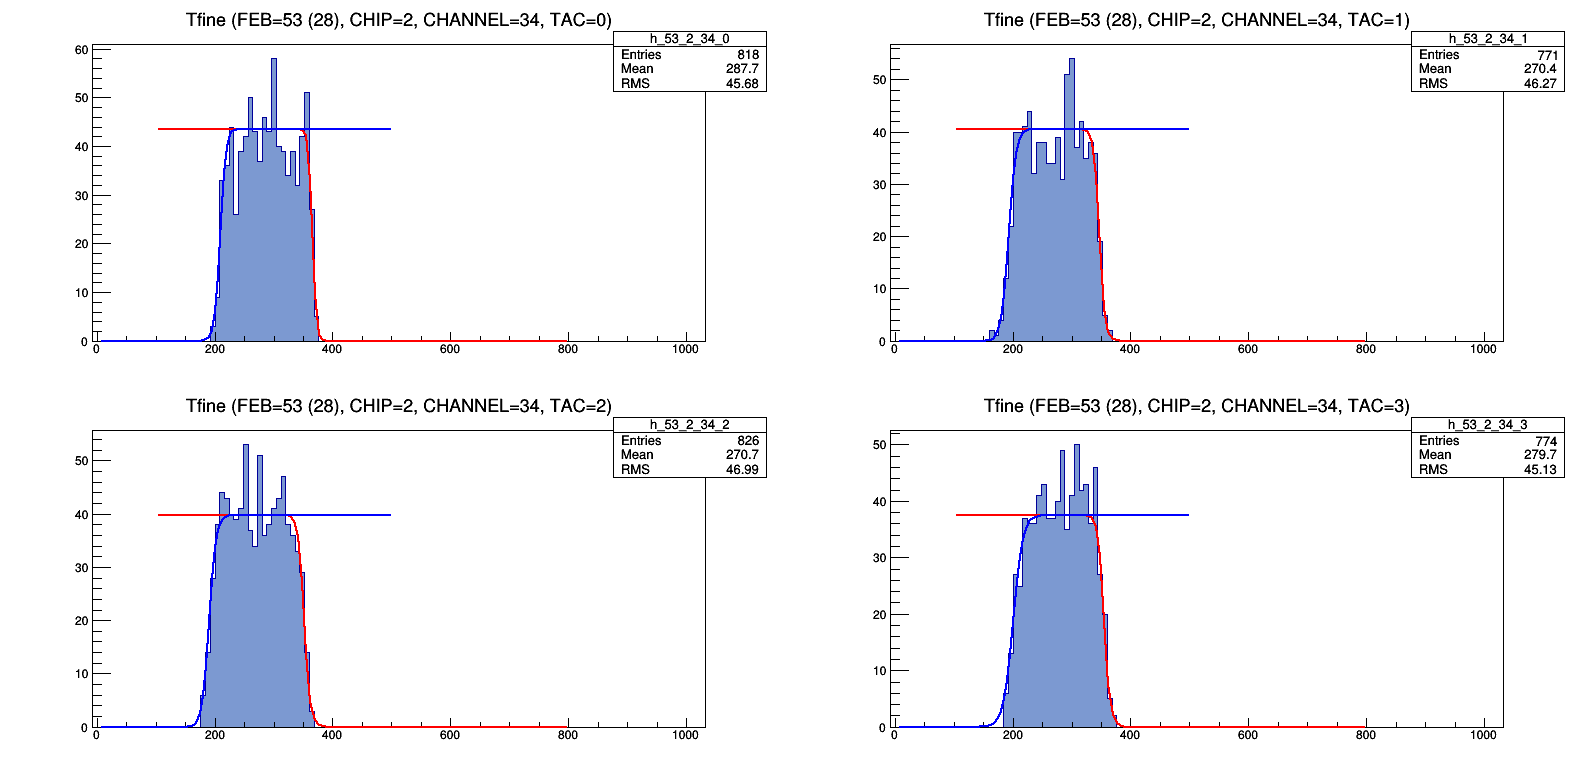 Tfine (FEB=53 (28), CHIP=2, CHANNEL=34, TAC=0)
h_53_2_34_0
Entries 818
Mean 287.7
RMS 45.68
60
50
40
30
20
10
0
0 200 400 600 800 1000
Tfine (FEB=53 (28), CHIP=2, CHANNEL=34, TAC=1)
h_53_2_34_1
Entries 771
Mean 270.4
RMS 46.27
50
40
30
20
10
0
0 200 400 600 800 1000
Tfine (FEB=53 (28), CHIP=2, CHANNEL=34, TAC=2)
h_53_2_34_2
Entries 826
Mean 270.7
RMS 46.99
50
40
30
20
10
0
0 200 400 600 800 1000
Tfine (FEB=53 (28), CHIP=2, CHANNEL=34, TAC=3)
h_53_2_34_3
Entries 774
Mean 279.7
RMS 45.13
50
40
30
20
10
0
0 200 400 600 800 1000